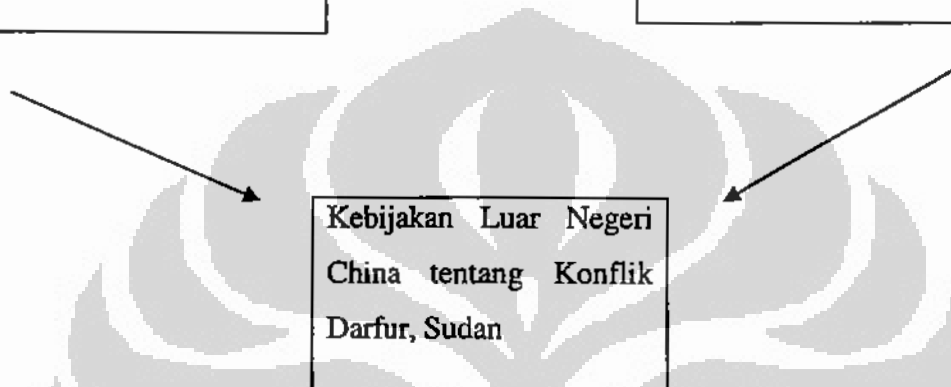 Kebijakan Luar Negeri
China tentang Konflik
Darfur, Sudan